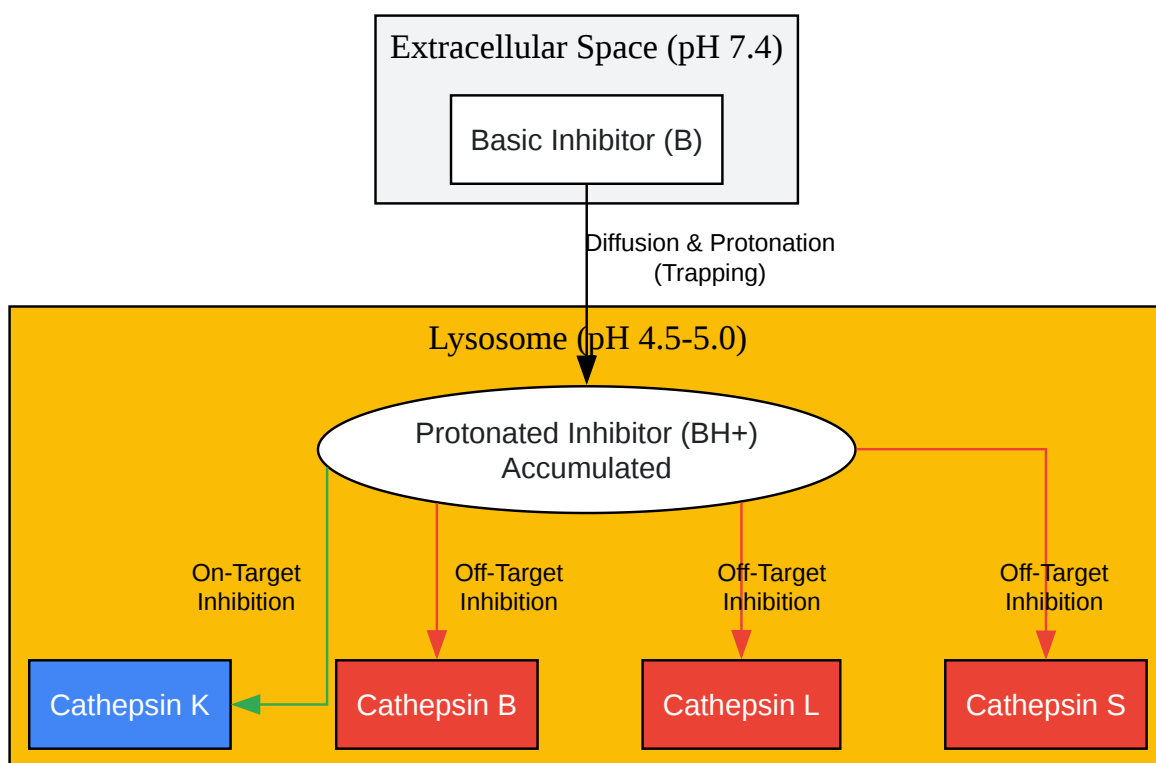 Extracellular Space (pH 7.4)
Basic Inhibitor (B)
Diffusion & Protonation
(Trapping)
Lysosome (pH 4.5-5.0)
Protonated Inhibitor (BH+)
Accumulated
On-Target
Inhibition
Off-Target
Inhibition
Off-Target
Inhibition
Off-Target
Inhibition
Cathepsin K
Cathepsin B
Cathepsin L
Cathepsin S